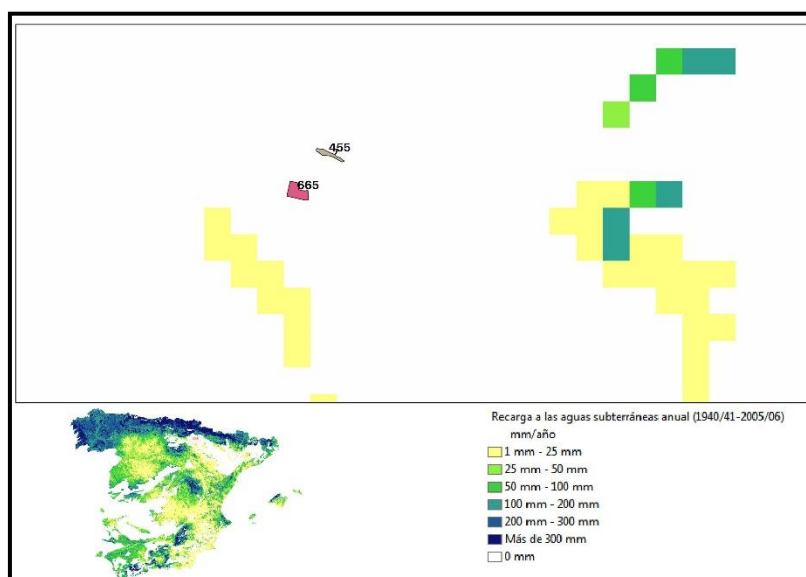 455
665
Recarga a las aguas subterráneas anual (1940/41-2005/06)
mm/año
1 mm - 25 mm
25 mm - 50 mm
50 mm - 100 mm
100 mm - 200 mm
200 mm - 300 mm
Más de 300 mm
0 mm